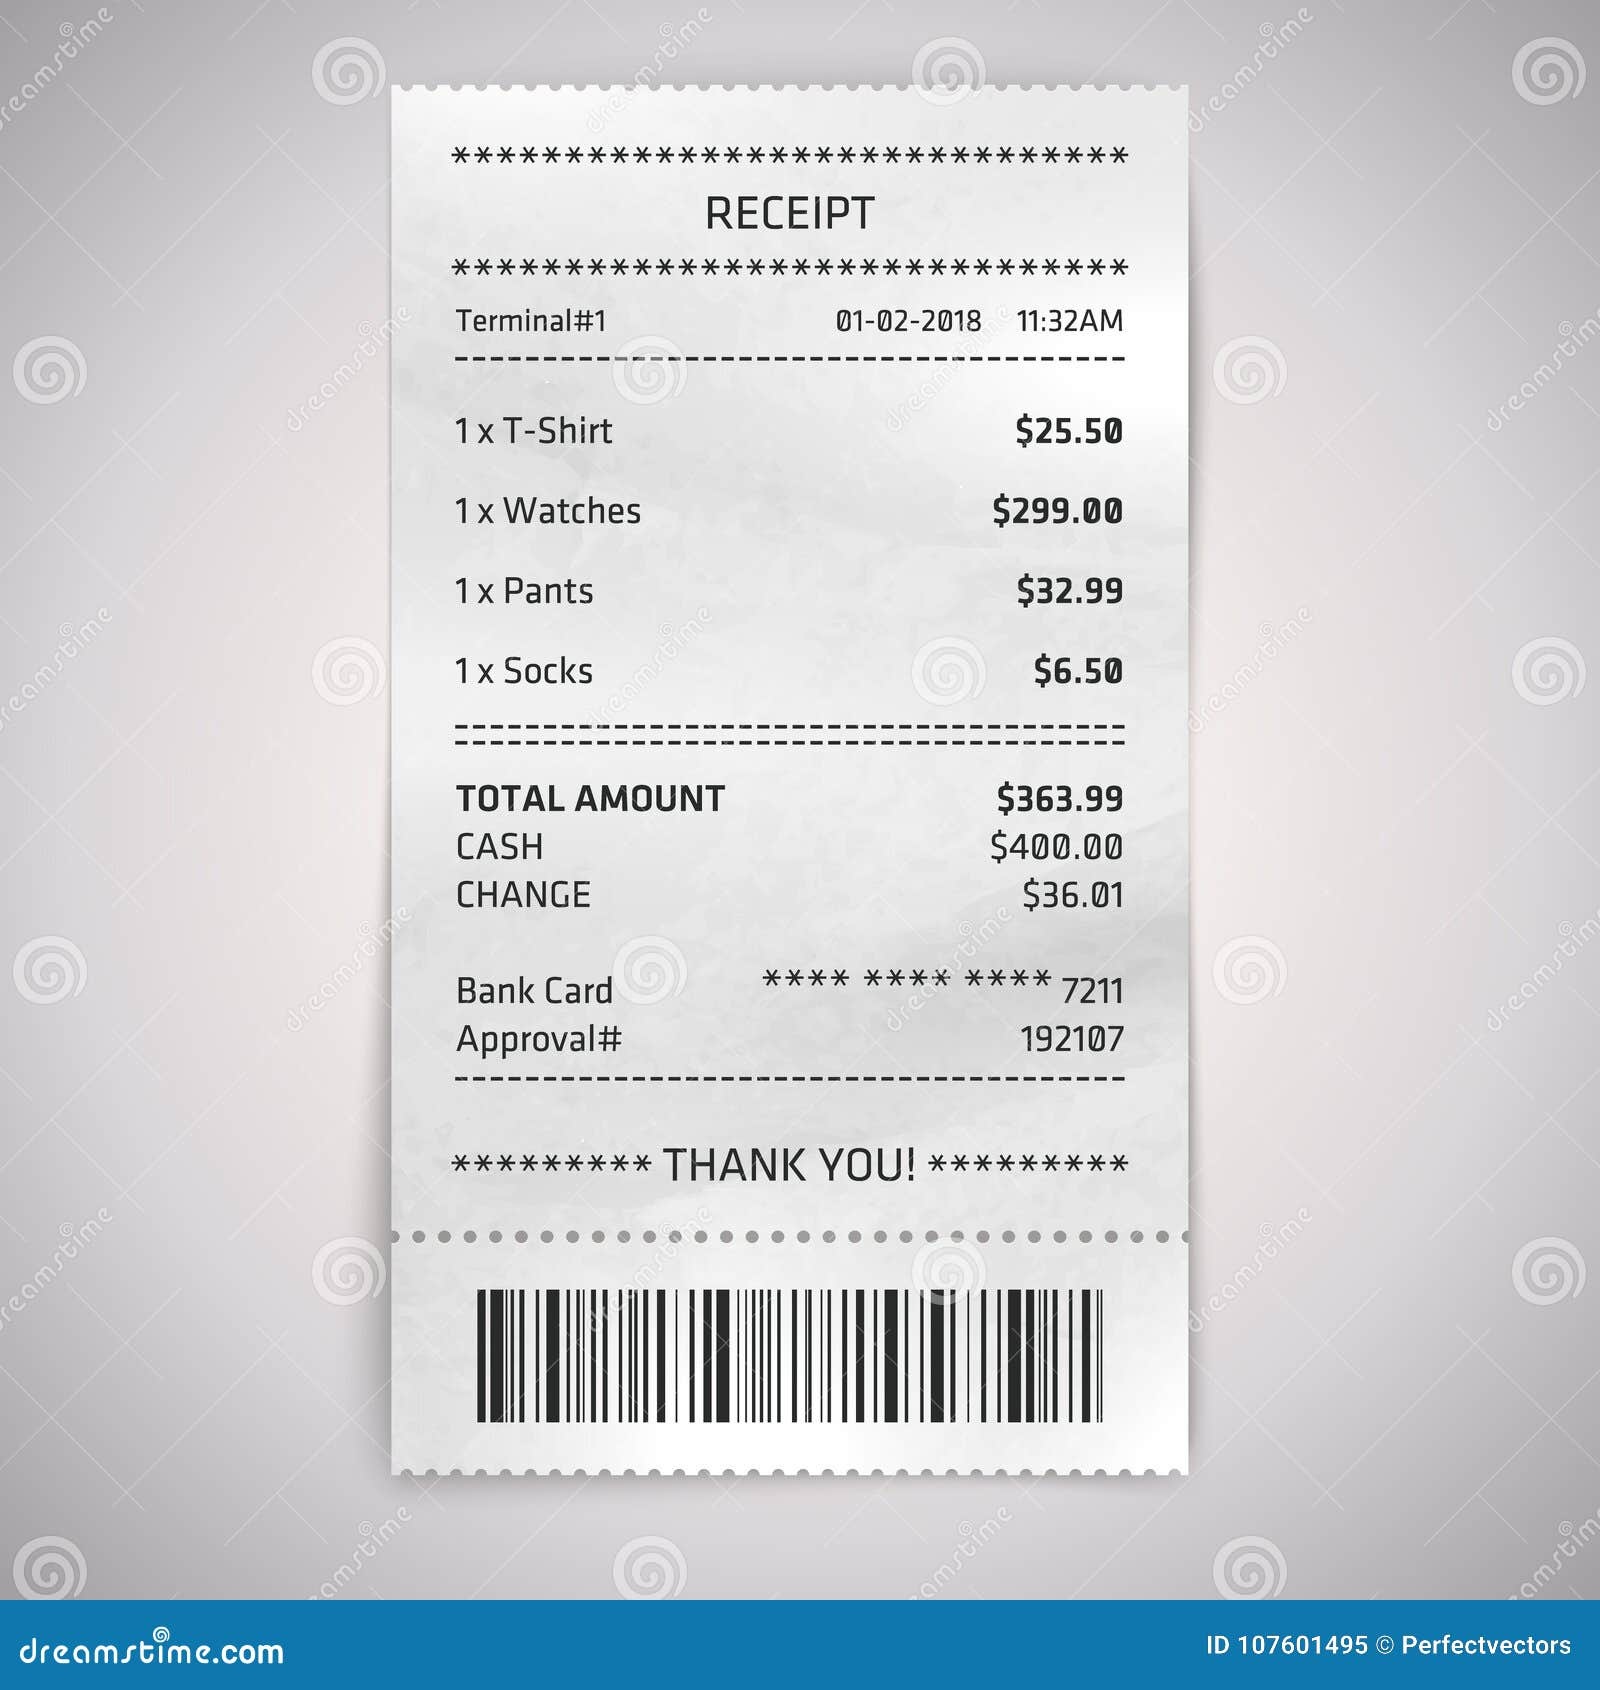 ******************************
RECEIPT
******************************
Terminal#1 01-02-2018 11:32AM
1 x T-Shirt $25.50
1 x Watches $299.00
1 x Pants $32.99
1 x Socks $6.50
TOTAL AMOUNT $363.99
CASH $400.00
CHANGE $36.01
Bank Card **** **** **** 7211
Approval# 192107
********* THANK YOU! *********
dreamstime.com ID 107601495 © Perfectvectors